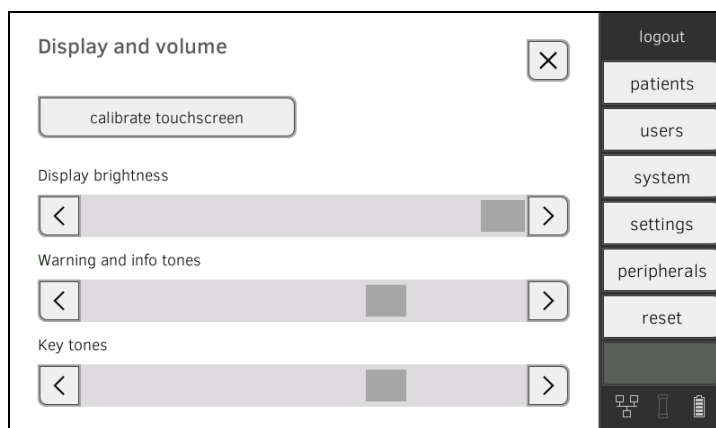 Display and volume
calibrate touchscreen
Display brightness
Warning and info tones
Key tones
logout
patients
users
system
settings
peripherals
reset